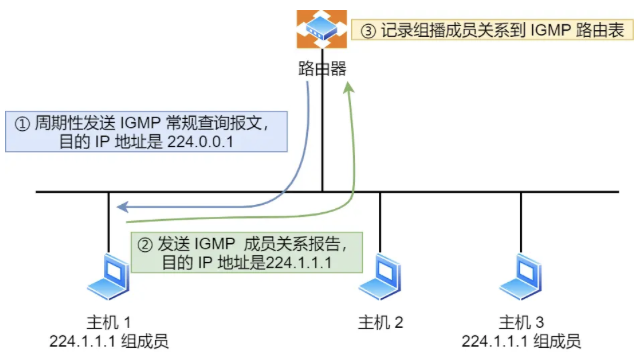 ③ 记录组播成员关系到 IGMP 路由表
路由器
① 周期性发送 IGMP 常规查询报文，
目的 IP 地址是 224.0.0.1
② 发送 IGMP 成员关系报告，
目的 IP 地址是224.1.1.1
主机 1
224.1.1.1 组成员
主机 2
主机 3
224.1.1.1 组成员